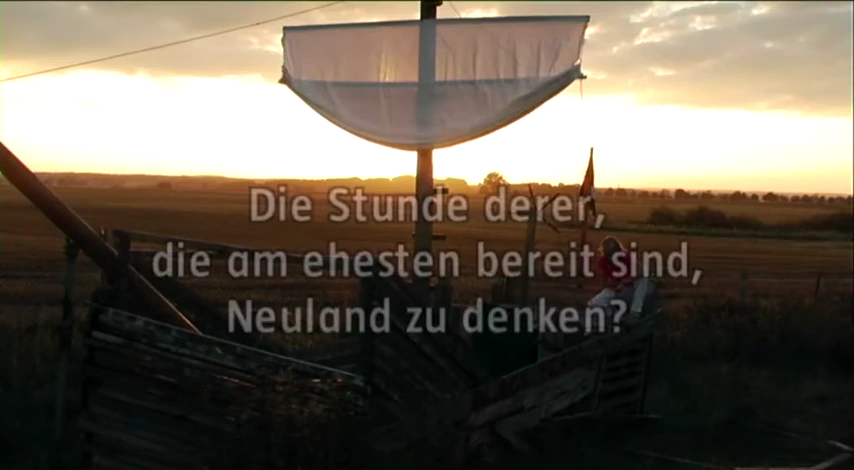 Die Stunde derer,
die am ehesten bereit sind,
Neuland zu denken?